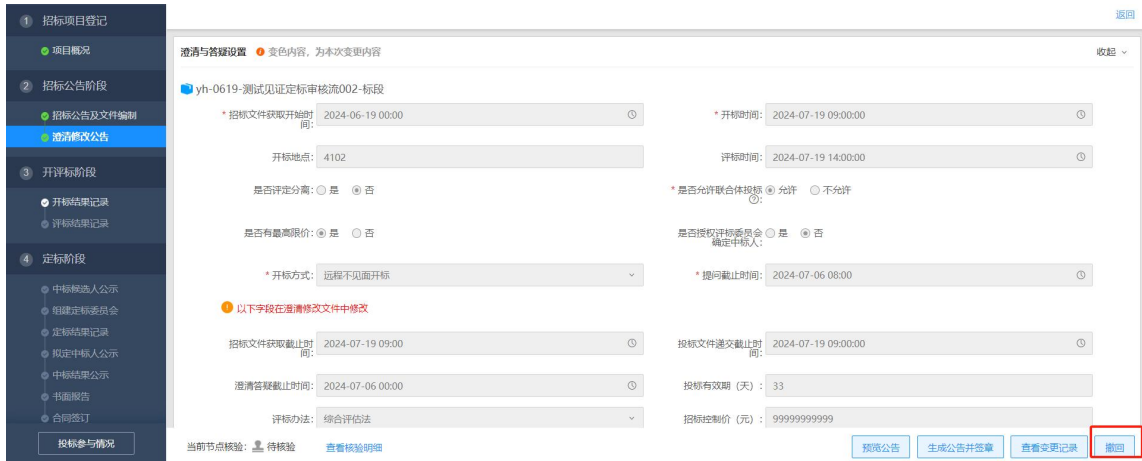 1 招标项目登记
项目概况
2 招标公告阶段
招标公告及文件编制
澄清修改公告
3 开评标阶段
开标结果记录
评标结果记录
4 定标阶段
中标候选人公示
组建定标委员会
定标结果记录
拟定中标人公示
中标结果公示
书面报告
合同签订
投标参与情况
返回
澄清与答疑设置 变色内容，为本次变更内容 收起
yh-0619-测试见证定标审核流002-标段
* 招标文件获取开始时间: 2024-06-19 00:00 * 开标时间: 2024-07-19 09:00:00
开标地点: 4102 评标时间: 2024-07-19 14:00:00
是否评定分离: 是 否 * 是否允许联合体投标?: 允许 不允许
是否有最高限价: 是 否 是否授权评标委员会确定中标人: 是 否
* 开标方式: 远程不见面开标 * 提问截止时间: 2024-07-06 08:00
以下字段在澄清修改文件中修改
招标文件获取截止时间: 2024-07-19 09:00 投标文件递交截止时间: 2024-07-19 09:00:00
澄清答疑截止时间: 2024-07-06 00:00 投标有效期（天）: 33
评标办法: 综合评估法 招标控制价（元）: 99999999999
当前节点核验: 待核验 查看核验明细 预览公告 生成公告并签章 查看变更记录 撤回